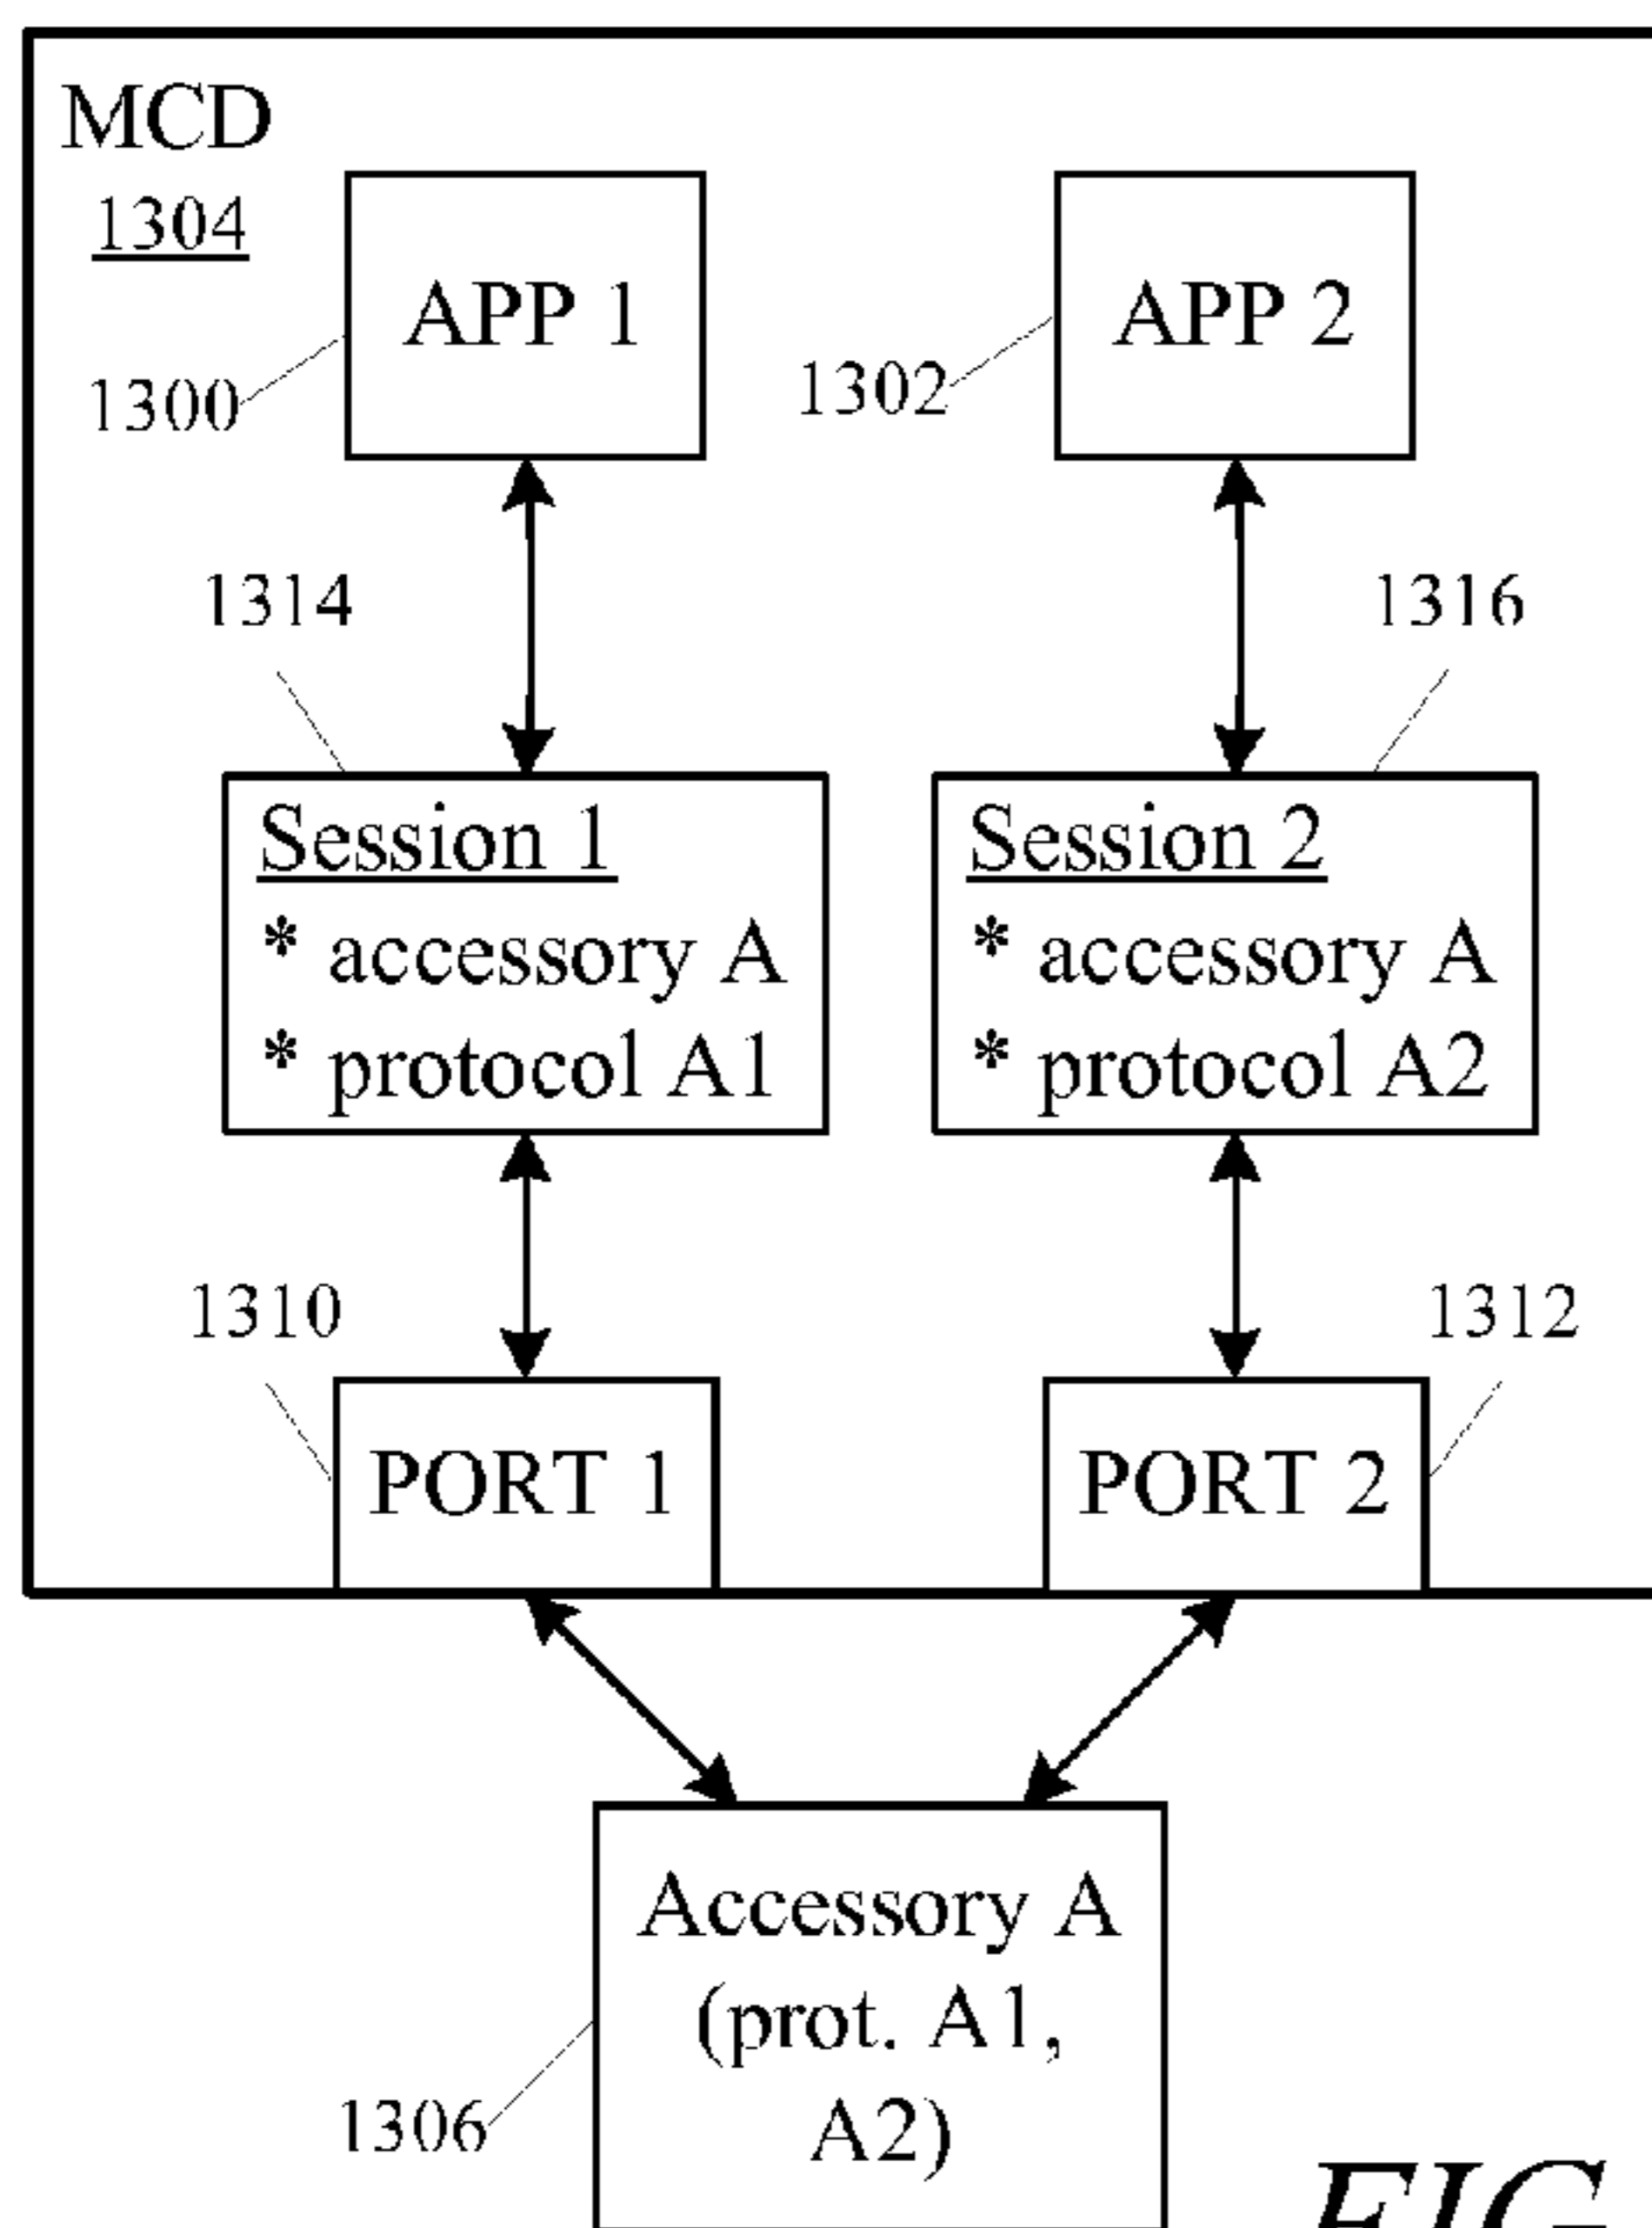 MCD
1304
APP 1
APP 2
1300
1302
1314
1316
Session 1
* accessory A
* protocol A1
Session 2
* accessory A
* protocol A2
1310
1312
PORT 1
PORT 2
Accessory A
(prot. A1,
A2)
1306
FIG